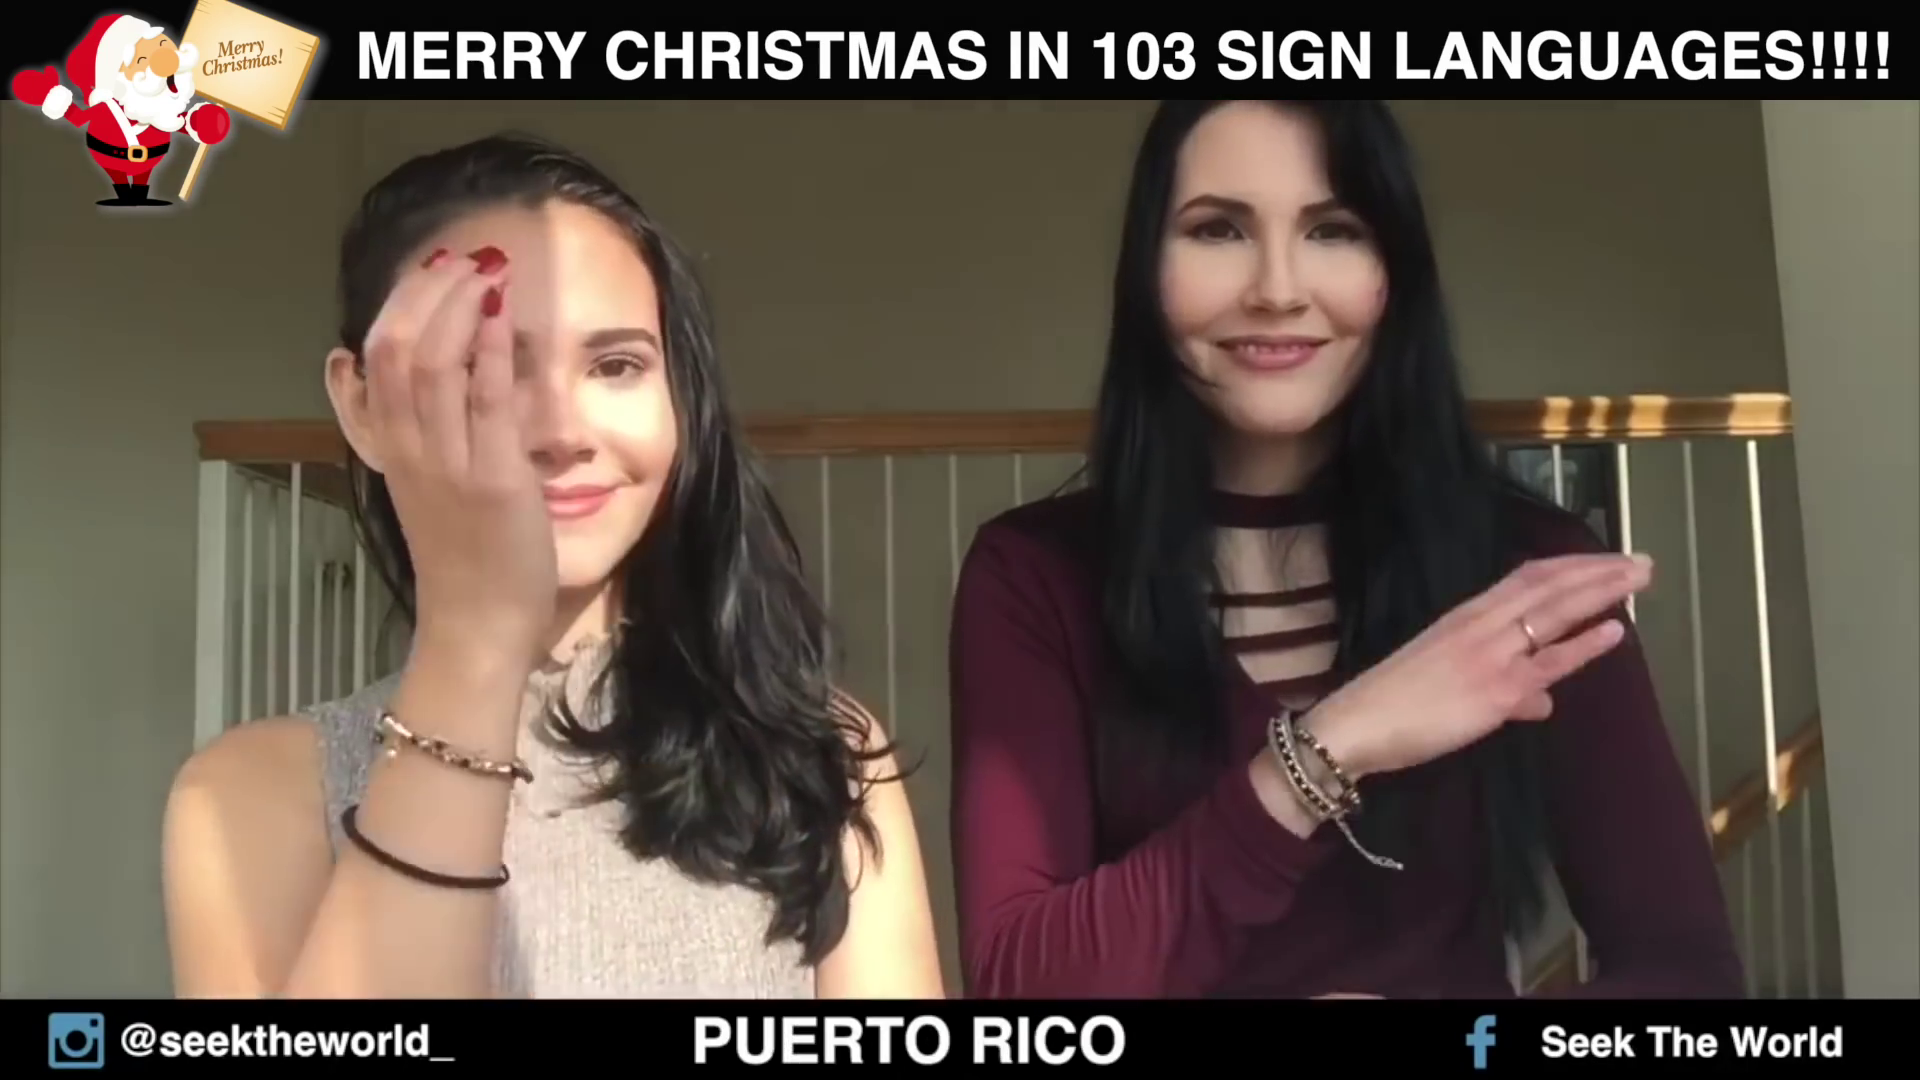 Merry
Christmas!
MERRY CHRISTMAS IN 103 SIGN LANGUAGES!!!!
@seektheworld_
PUERTO RICO
Seek The World